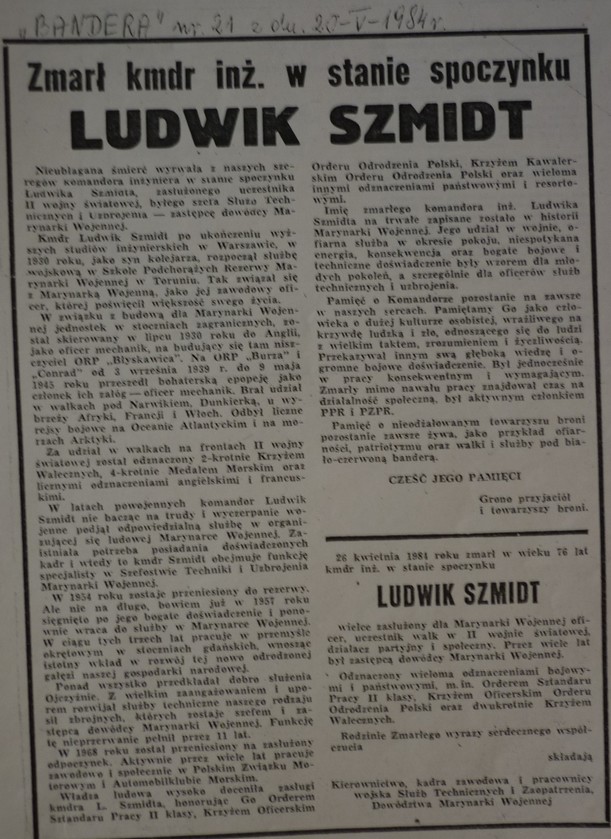 „BANDERA” nr. 21 z dn. 20-V-1984r.
Zmarł kmdr inż. w stanie spoczynku
LUDWIK SZMIDT
Nieubłagana śmierć wyrwała z naszych sze-
regów komandora inżyniera w stanie spoczynku
Ludwika Szmidta, zasłużonego uczestnika
II wojny światowej, byłego szefa Służb Tech-
nicznych i Uzbrojenia — zastępcę dowódcy Ma-
rynarki Wojennej.
Kmdr Ludwik Szmidt po ukończeniu wyż-
szych studiów inżynierskich w Warszawie, w
1930 roku, jako syn kolejarza, rozpoczął służbę
wojskową w Szkole Podchorążych Rezerwy Ma-
rynarki Wojennej w Toruniu. Tak związał się
z Marynarką Wojenną, jako jej zawodowy ofi-
cer, której poświęcił większość swego życia.
W związku z budową dla Marynarki Wojen-
nej jednostek w stoczniach zagranicznych, zo-
stał skierowany w lipcu 1930 roku do Anglii,
jako oficer mechanik, na budujący się tam nisz-
czyciel ORP „Błyskawica”. Na ORP „Burza” i
„Conrad” od 3 września 1939 r. do 9 maja
1945 roku przeszedł bohaterską epopeję jako
członek ich załóg — oficer mechanik. Brał udział
w walkach pod Narwikiem, Dunkierką, u wy-
brzeży Afryki, Francji i Włoch. Odbył liczne
rejsy bojowe na Oceanie Atlantyckim i na mo-
rzach Arktyki.
Za udział w walkach na frontach II wojny
światowej został odznaczony 2-krotnie Krzyżem
Walecznych, 4-krotnie Medalem Morskim oraz
licznymi odznaczeniami angielskimi i francus-
kimi.
W latach powojennych komandor Ludwik
Szmidt nie bacząc na trudy i wyczerpanie wo-
jenne podjął odpowiedzialną służbę w organi-
zującej się ludowej Marynarce Wojennej. Za-
istniała potrzeba posiadania doświadczonych
kadr i wtedy to kmdr Szmidt obejmuje funkcję
specjalisty w Szefostwie Techniki i Uzbrojenia
Marynarki Wojennej.
W 1954 roku zostaje przeniesiony do rezerwy.
Ale nie na długo, bowiem już w 1957 roku
sięgnięto po jego bogate doświadczenie i pono-
wnie wraca do służby w Marynarce Wojennej.
W ciągu tych trzech lat pracuje w przemyśle
okrętowym w stoczniach gdańskich, wnosząc
istotny wkład w rozwój tej nowo odrodzonej
gałęzi naszej gospodarki narodowej.
Ponad wszystko przedkładał dobro służenia
Ojczyźnie. Z wielkim zaangażowaniem i upo-
rem rozwijał służby techniczne naszego rodzaju
sił zbrojnych, których zostaje szefem i za-
stępcą dowódcy Marynarki Wojennej. Funkcję
tę nieprzerwanie pełnił przez 11 lat.
W 1968 roku został przeniesiony na zasłużony
odpoczynek. Aktywnie przez wiele lat pracuje
zawodowo i społecznie w Polskim Związku Mo-
torowym i Automobilklubie Morskim.
Władza ludowa wysoko doceniła zasługi
kmdra L. Szmidta, honorując Go Orderem
Sztandaru Pracy II klasy, Krzyżem Oficerskim
Orderu Odrodzenia Polski, Krzyżem Kawaler-
skim Orderu Odrodzenia Polski oraz wieloma
innymi odznaczeniami państwowymi i resorto-
wymi.
Imię zmarłego komandora inż. Ludwika
Szmidta na trwałe zapisane zostało w historii
Marynarki Wojennej. Jego udział w wojnie, o-
fiarna służba w okresie pokoju, niespotykana
energia, konsekwencja oraz bogate bojowe i
techniczne doświadczenie były wzorem dla mło-
dych pokoleń, a szczególnie dla oficerów służb
technicznych i uzbrojenia.
Pamięć o Komandorze pozostanie na zawsze
w naszych sercach. Pamiętamy Go jako czło-
wieka o dużej kulturze osobistej, wrażliwego na
krzywdę ludzką i zło, odnoszącego się do ludzi
z wielkim taktem, zrozumieniem i życzliwością.
Przekazywał innym swą głęboką wiedzę i o-
gromne bojowe doświadczenie. Był jednocześnie
w pracy konsekwentnym i wymagającym.
Zmarły mimo nawału pracy znajdował czas na
działalność społeczną, był aktywnym członkiem
PPR i PZPR.
Pamięć o nieodżałowanym towarzyszu broni
pozostanie zawsze żywa, jako przykład ofiar-
ności, patriotyzmu oraz walki i służby pod bia-
ło-czerwoną banderą.
CZEŚĆ JEGO PAMIĘCI
Grono przyjaciół
i towarzyszy broni.
26 kwietnia 1984 roku zmarł w wieku 76 lat
kmdr inż. w stanie spoczynku
LUDWIK SZMIDT
wielce zasłużony dla Marynarki Wojennej ofi-
cer, uczestnik walk w II wojnie światowej,
działacz partyjny i społeczny. Przez wiele lat
był zastępcą dowódcy Marynarki Wojennej.
Odznaczony wieloma odznaczeniami bojowy-
mi i państwowymi, m.in. Orderem Sztandaru
Pracy II klasy, Krzyżem Oficerskim Orderu
Odrodzenia Polski oraz dwukrotnie Krzyżem
Walecznych.
Rodzinie Zmarłego wyrazy serdecznego współ-
czucia
składają
Kierownictwo, kadra zawodowa i pracownicy
wojska Służb Technicznych i Zaopatrzenia,
Dowództwa Marynarki Wojennej